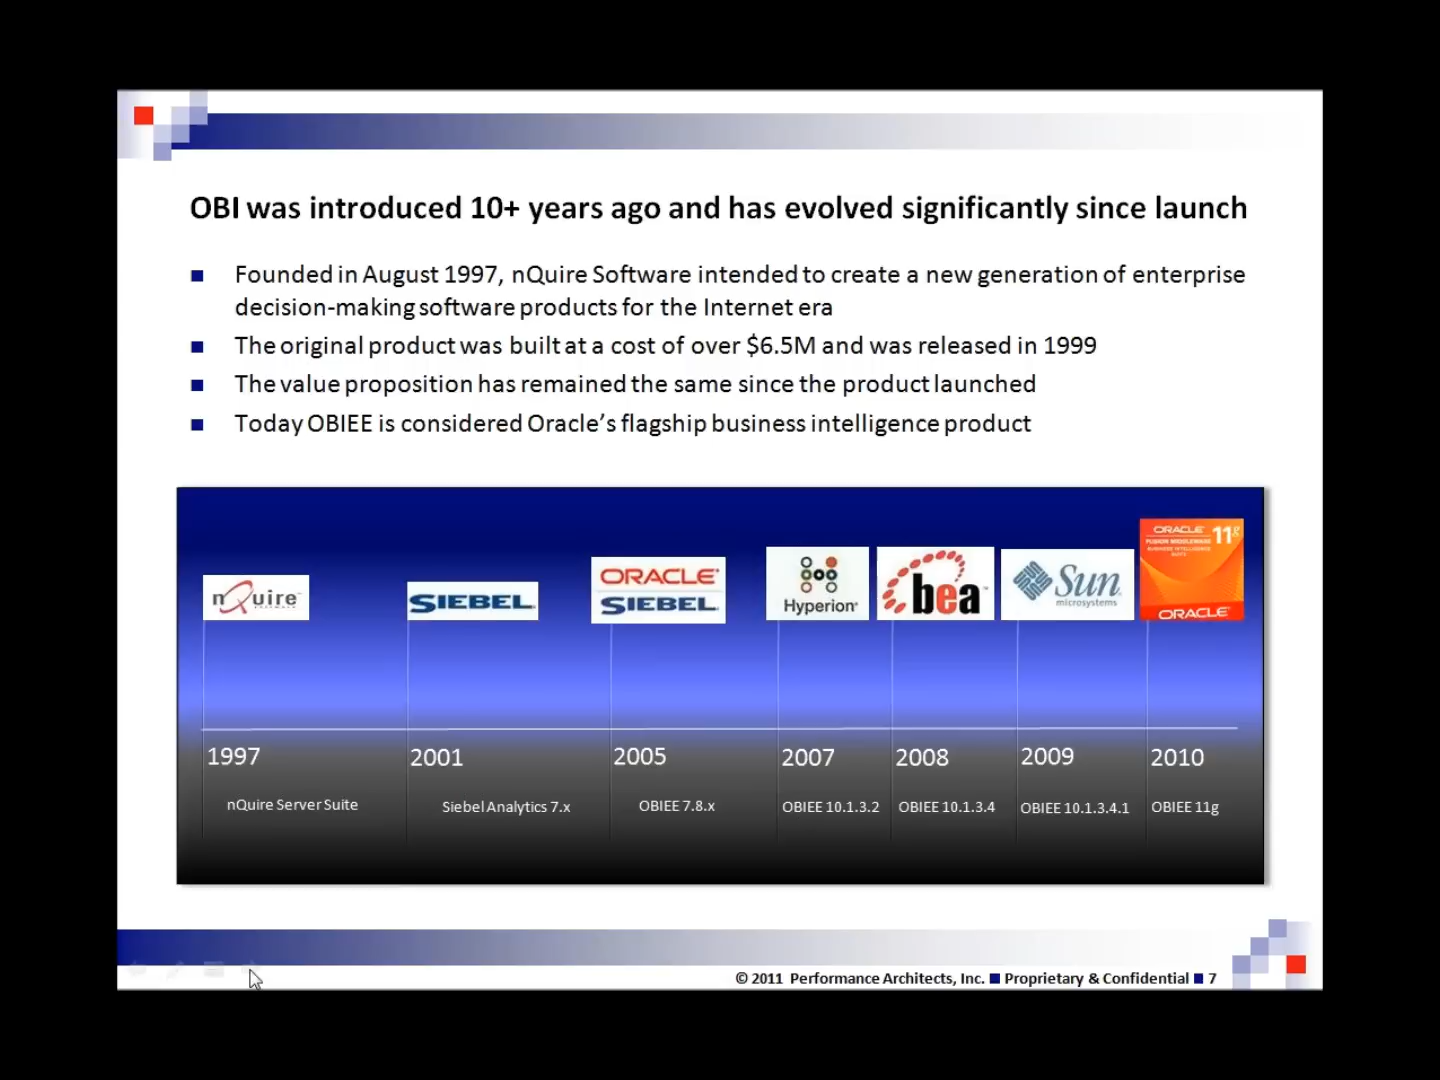 OBI was introduced 10+ years ago and has evolved significantly since launch
Founded in August 1997, nQuire Software intended to create a new generation of enterprise
decision-making software products for the Internet era
The original product was built at a cost of over $6.5M and was released in 1999
The value proposition has remained the same since the product launched
Today OBIEE is considered Oracle's flagship business intelligence product
nQuire
SIEBEL
ORACLE
SIEBEL
Hyperion
bea
Sun
microsystems
ORACLE 11g
FUSION MIDDLEWARE
BUSINESS INTELLIGENCE
SUITE
ORACLE
1997 2001 2005 2007 2008 2009 2010
nQuire Server Suite Siebel Analytics 7.x OBIEE 7.8.x OBIEE 10.1.3.2 OBIEE 10.1.3.4 OBIEE 10.1.3.4.1 OBIEE 11g
© 2011 Performance Architects, Inc. ■ Proprietary & Confidential ■ 7